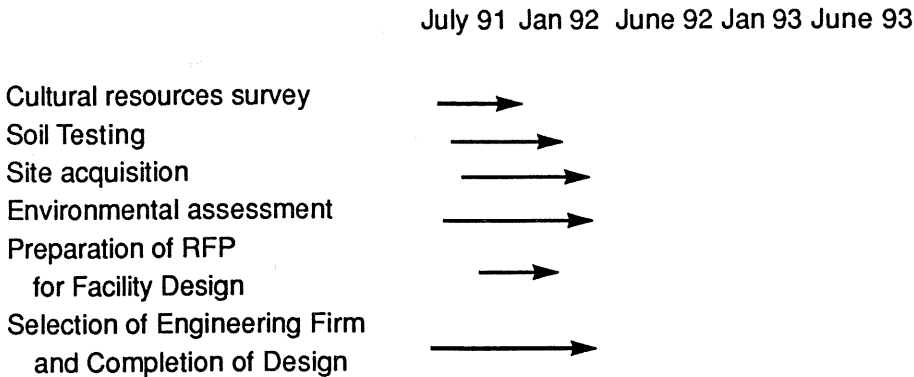 July 91 Jan 92 June 92 Jan 93 June 93
Cultural resources survey
Soil Testing
Site acquisition
Environmental assessment
Preparation of RFP
for Facility Design
Selection of Engineering Firm
and Completion of Design